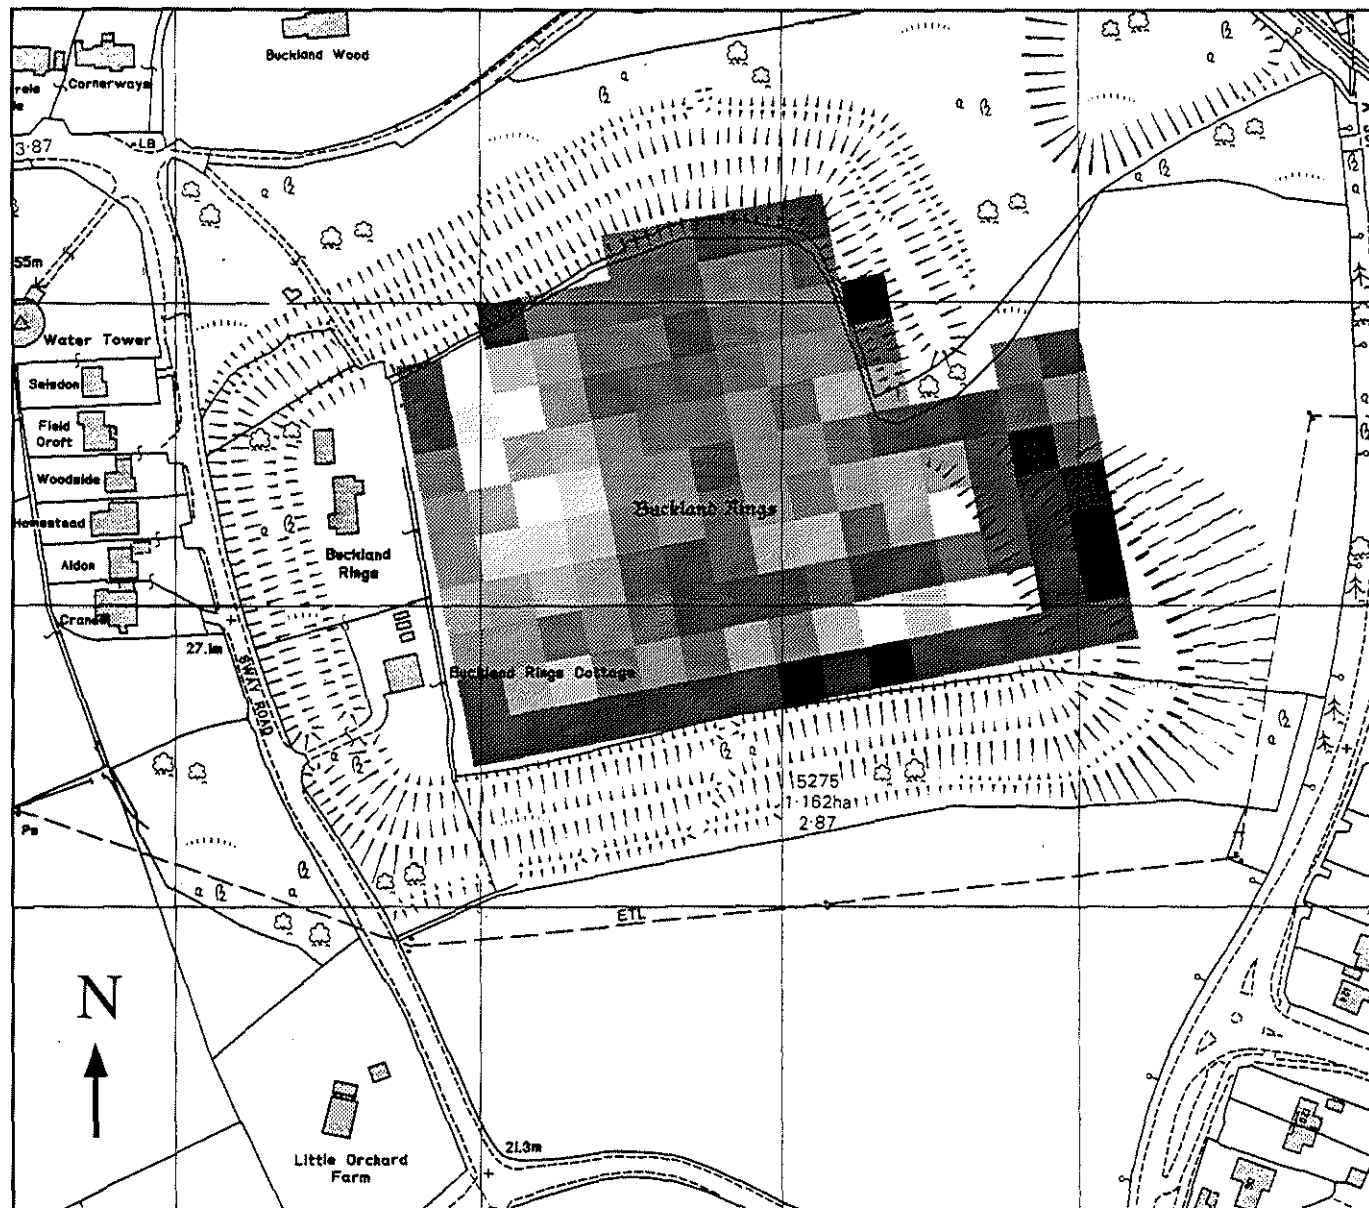 Buckland Wood
Cornerways
3·87
LB
55m
Water Tower
Selsdon
Field
Croft
Woodside
Homestead
Aldon
27.1m
SWAY ROAD
Buckland
Rings
Buckland Rings
Buckland Rings Cottage
5275
1·162ha
2·87
ETL
N
21.3m
Little Orchard
Farm